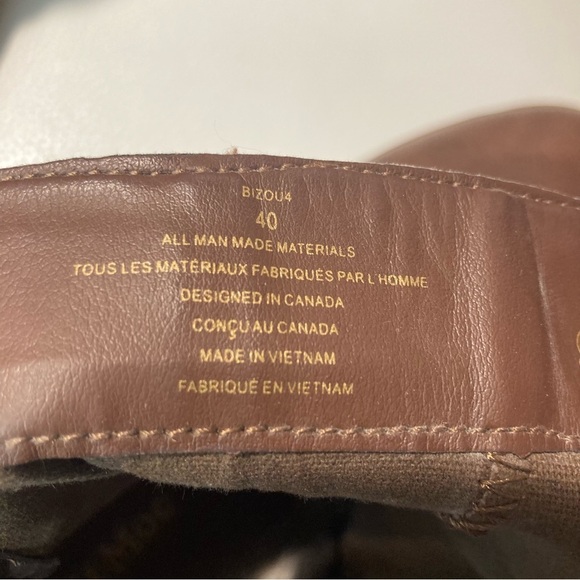 BIZOU4
40
ALL MAN MADE MATERIALS
TOUS LES MATÉRIAUX FABRIQUÉS PAR L'HOMME
DESIGNED IN CANADA
CONÇU AU CANADA
MADE IN VIETNAM
FABRIQUÉ EN VIETNAM